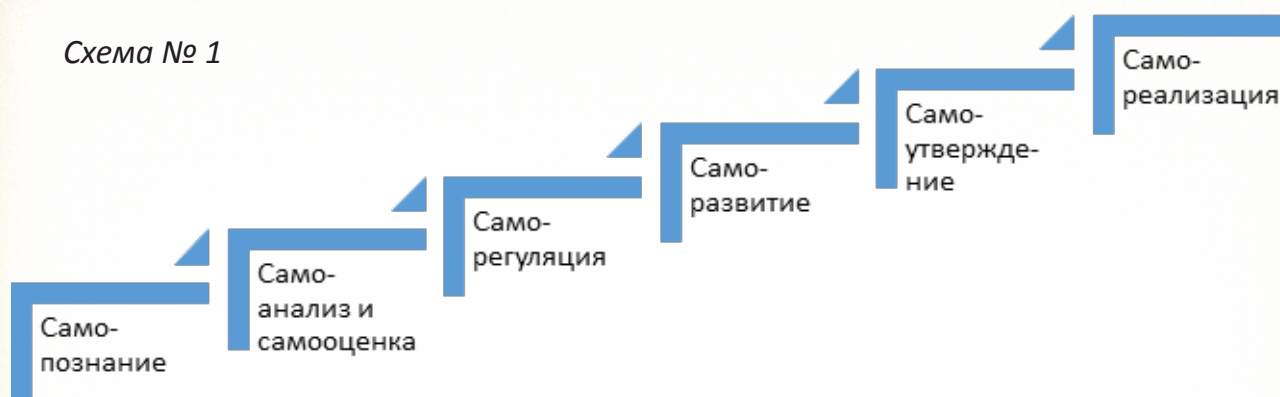 Схема № 1
Само-
познание
Само-
анализ и
самооценка
Само-
регуляция
Само-
развитие
Само-
утвержде-
ние
Само-
реализация